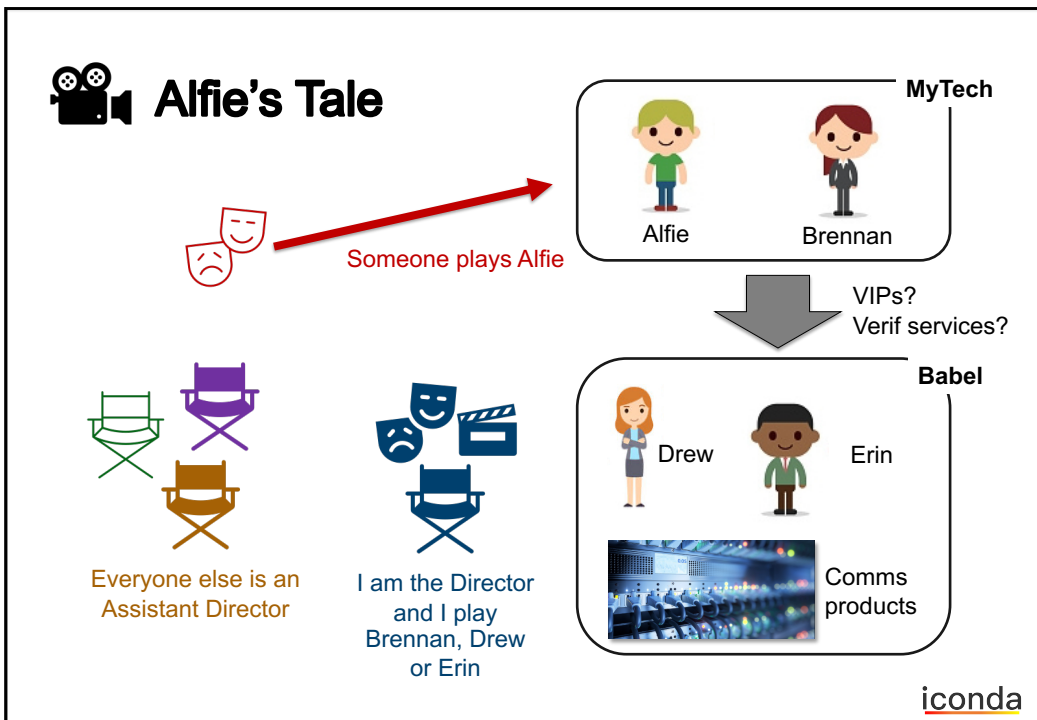 Alfie's Tale
MyTech
Alfie
Brennan
Someone plays Alfie
VIPs?
Verif services?
Babel
Drew
Erin
Comms
products
Everyone else is an
Assistant Director
I am the Director
and I play
Brennan, Drew
or Erin
iconda